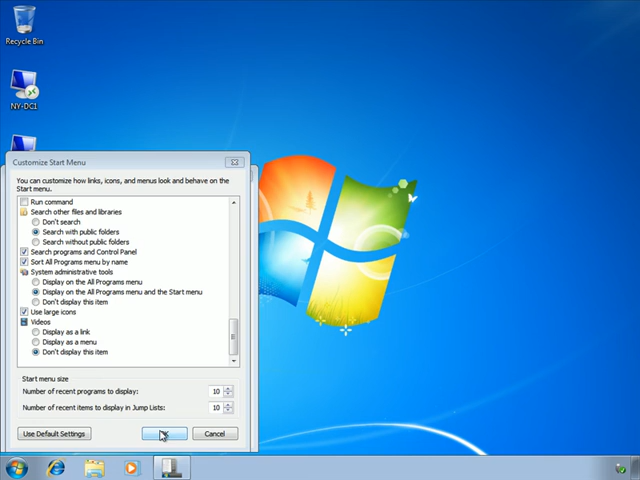 Recycle Bin
NY-DC1
Customize Start Menu
You can customize how links, icons, and menus look and behave on the
Start menu.
Run command
Search other files and libraries
Don't search
Search with public folders
Search without public folders
Search programs and Control Panel
Sort All Programs menu by name
System administrative tools
Display on the All Programs menu
Display on the All Programs menu and the Start menu
Don't display this item
Use large icons
Videos
Display as a link
Display as a menu
Don't display this item
Start menu size
Number of recent programs to display: 10
Number of recent items to display in Jump Lists: 10
Use Default Settings
Cancel